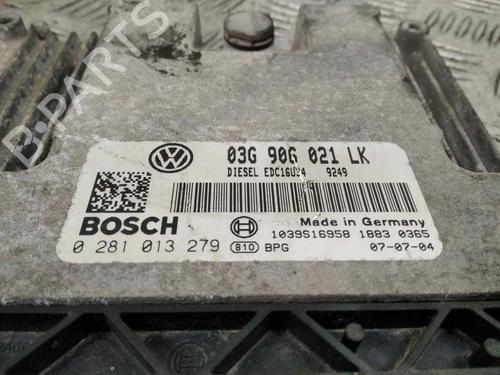 B-PARTS
03G 906 021 LK
DIESEL EDC16U34 9249
BOSCH
0 281 013 279
Made in Germany
1039S16958 1883 0365
810 BPG 07-07-04